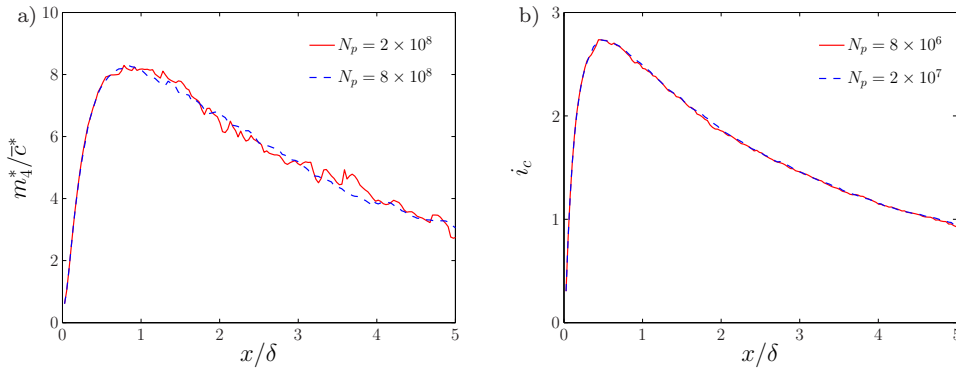 a)
10
8
6
4
2
0
m₄*/c̄*
N_p = 2 × 10⁸
N_p = 8 × 10⁸
0 1 2 3 4 5
x/δ
b)
3
2
1
0
i_c
N_p = 8 × 10⁶
N_p = 2 × 10⁷
0 1 2 3 4 5
x/δ